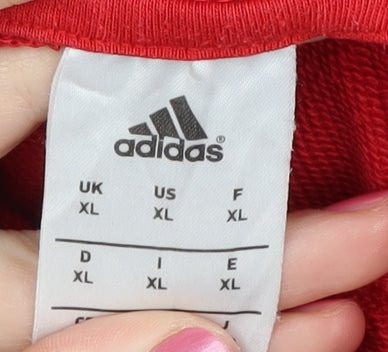 adidas®
UK US F
XL XL XL
D I E
XL XL XL